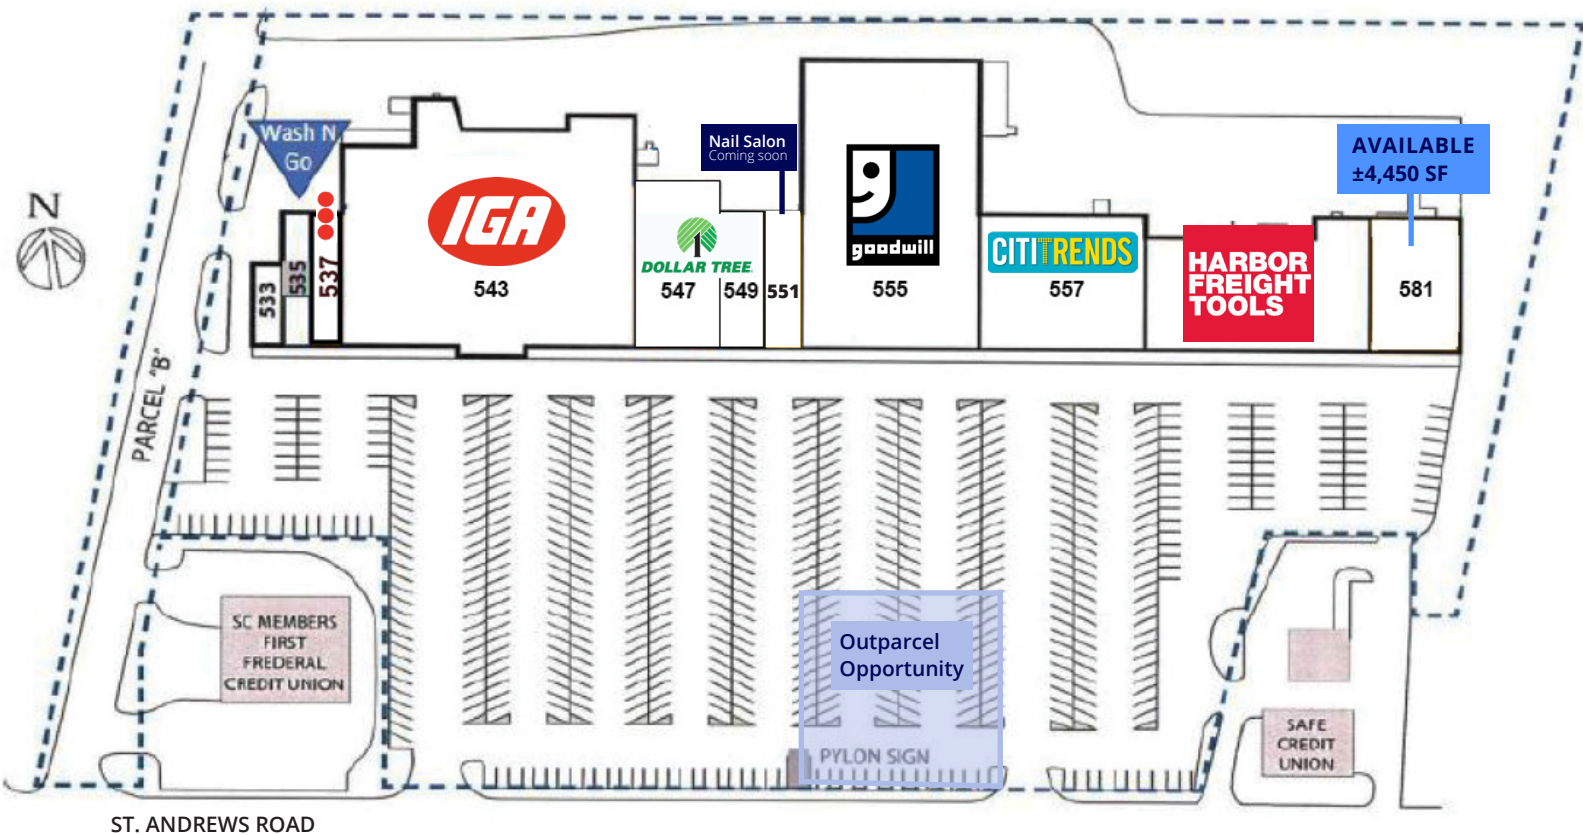 Wash N
Go
N
Nail Salon
Coming soon
AVAILABLE
±4,450 SF
IGA
DOLLAR TREE
g
goodwill
CITITRENDS
HARBOR
FREIGHT
TOOLS
533
535
537
543
547
549
551
555
557
581
PARCEL "B"
SC MEMBERS
FIRST
FREDERAL
CREDIT UNION
Outparcel
Opportunity
PYLON SIGN
SAFE
CREDIT
UNION
ST. ANDREWS ROAD